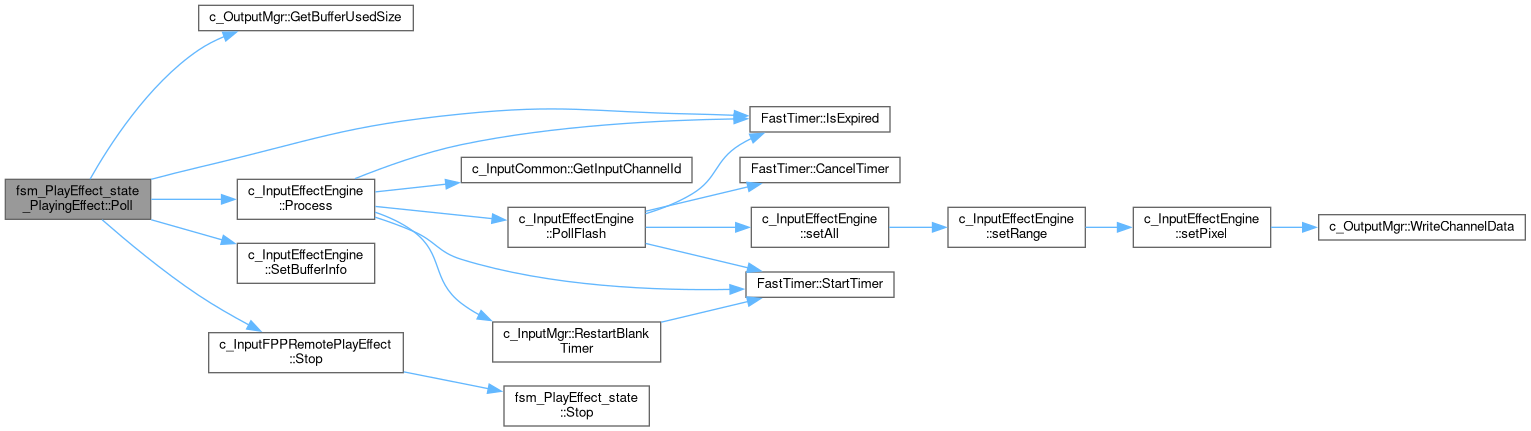 c_OutputMgr::GetBufferUsedSize
FastTimer::IsExpired
c_InputCommon::GetInputChannelId
FastTimer::CancelTimer
fsm_PlayEffect_state
_PlayingEffect::Poll
c_InputEffectEngine
::Process
c_InputEffectEngine
::PollFlash
c_InputEffectEngine
::setAll
c_InputEffectEngine
::setRange
c_InputEffectEngine
::setPixel
c_OutputMgr::WriteChannelData
c_InputEffectEngine
::SetBufferInfo
FastTimer::StartTimer
c_InputFPPRemotePlayEffect
::Stop
c_InputMgr::RestartBlank
Timer
fsm_PlayEffect_state
::Stop